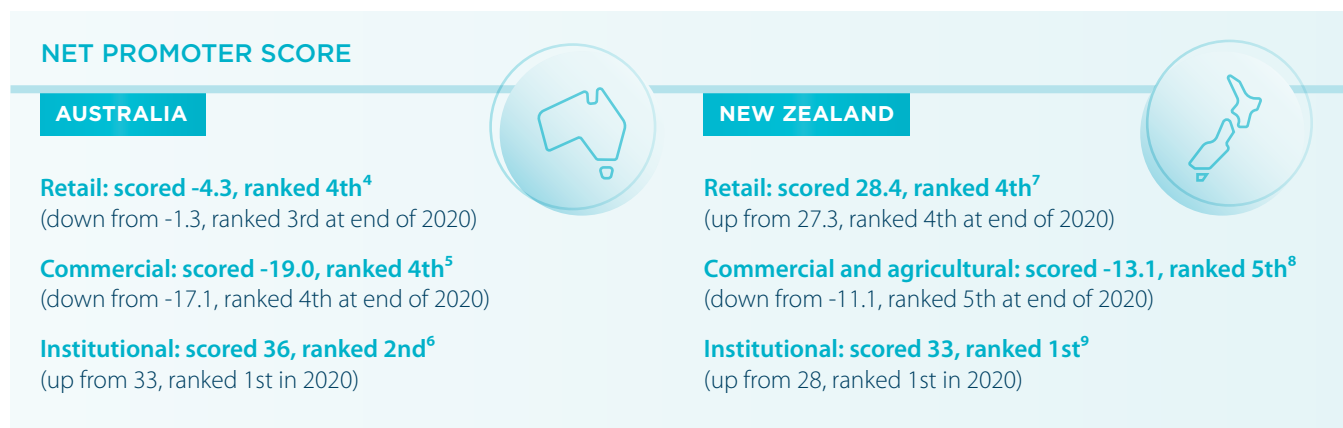 NET PROMOTER SCORE
AUSTRALIA
Retail: scored -4.3, ranked 4th⁴
(down from -1.3, ranked 3rd at end of 2020)
Commercial: scored -19.0, ranked 4th⁵
(down from -17.1, ranked 4th at end of 2020)
Institutional: scored 36, ranked 2nd⁶
(up from 33, ranked 1st in 2020)
NEW ZEALAND
Retail: scored 28.4, ranked 4th⁷
(up from 27.3, ranked 4th at end of 2020)
Commercial and agricultural: scored -13.1, ranked 5th⁸
(down from -11.1, ranked 5th at end of 2020)
Institutional: scored 33, ranked 1st⁹
(up from 28, ranked 1st in 2020)